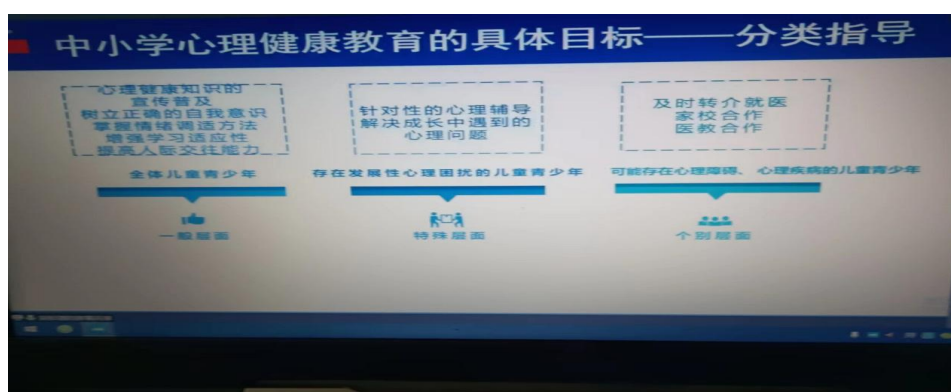 中小学心理健康教育的具体目标——分类指导
心理健康知识的
宣传普及
树立正确的自我意识
掌握情绪调适方法
增强学习适应性
提高人际交往能力
全体儿童青少年
一般层面
针对性的心理辅导
解决成长中遇到的
心理问题
存在发展性心理困扰的儿童青少年
特殊层面
及时转介就医
家校合作
医教合作
可能存在心理障碍、心理疾病的儿童青少年
个别层面